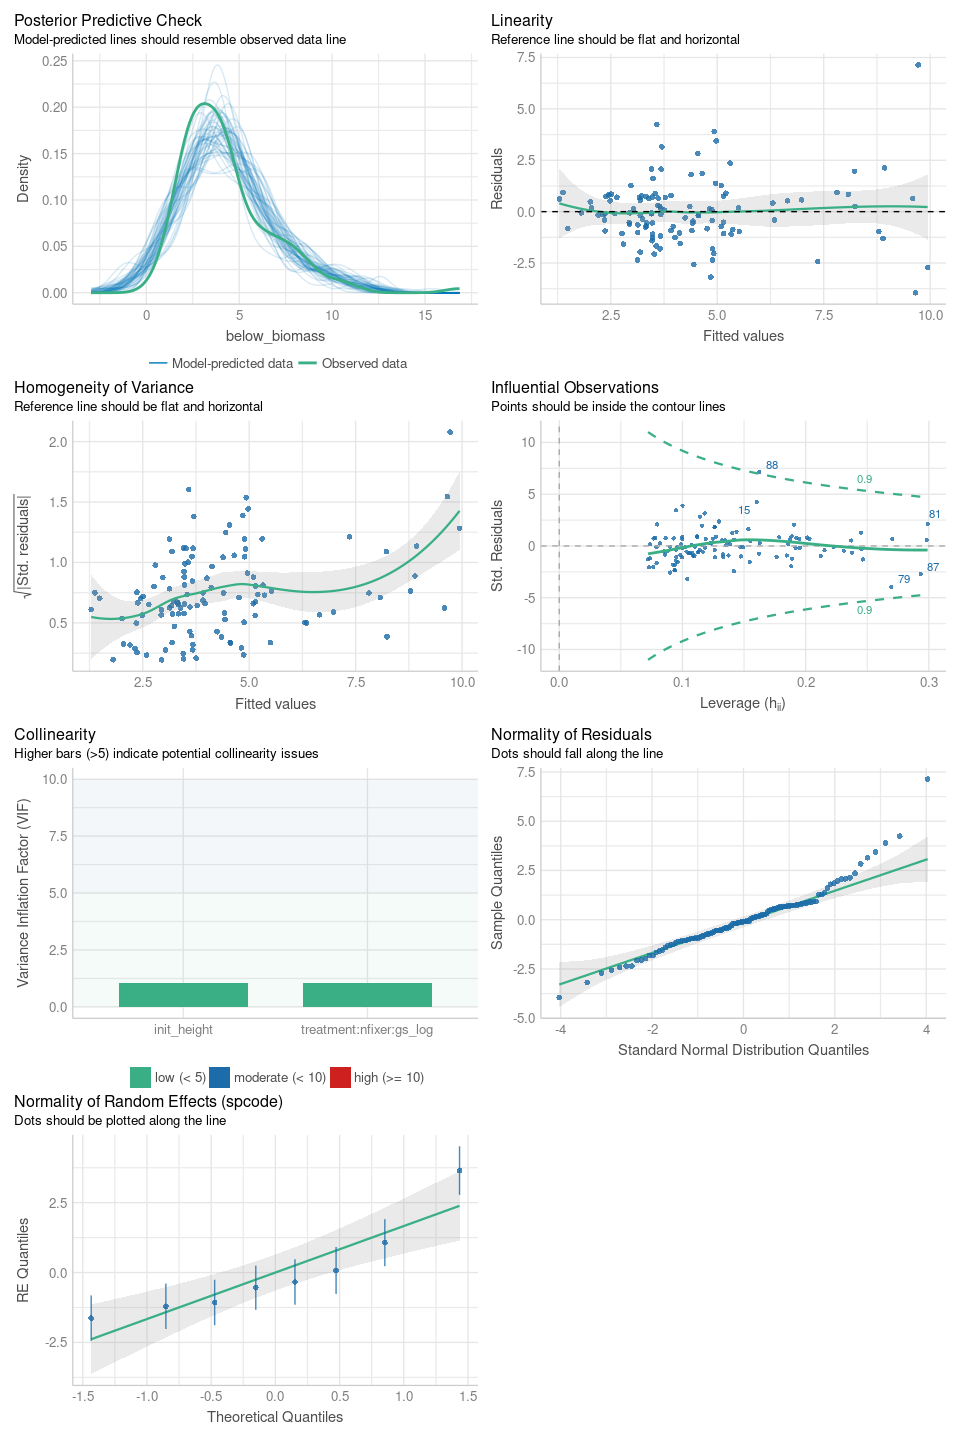 Posterior Predictive Check
Model-predicted lines should resemble observed data line
0.25
0.20
0.15
0.10
0.05
0.00
Density
0
5
10
15
below_biomass
Model-predicted data
Observed data
Linearity
Reference line should be flat and horizontal
7.5
5.0
2.5
0.0
-2.5
Residuals
2.5
5.0
7.5
10.0
Fitted values
Homogeneity of Variance
Reference line should be flat and horizontal
2.0
1.5
1.0
0.5
√|Std. residuals|
2.5
5.0
7.5
10.0
Fitted values
Influential Observations
Points should be inside the contour lines
10
5
0
-5
-10
Std. Residuals
88
0.9
15
81
87
79
0.9
0.0
0.1
0.2
0.3
Leverage (hii)
Collinearity
Higher bars (>5) indicate potential collinearity issues
10.0
7.5
5.0
2.5
0.0
Variance Inflation Factor (VIF)
init_height
treatment:nfixer:gs_log
low (< 5)
moderate (< 10)
high (>= 10)
Normality of Residuals
Dots should fall along the line
7.5
5.0
2.5
0.0
-2.5
-5.0
Sample Quantiles
-4
-2
0
2
4
Standard Normal Distribution Quantiles
Normality of Random Effects (spcode)
Dots should be plotted along the line
2.5
0.0
-2.5
RE Quantiles
-1.5
-1.0
-0.5
0.0
0.5
1.0
1.5
Theoretical Quantiles